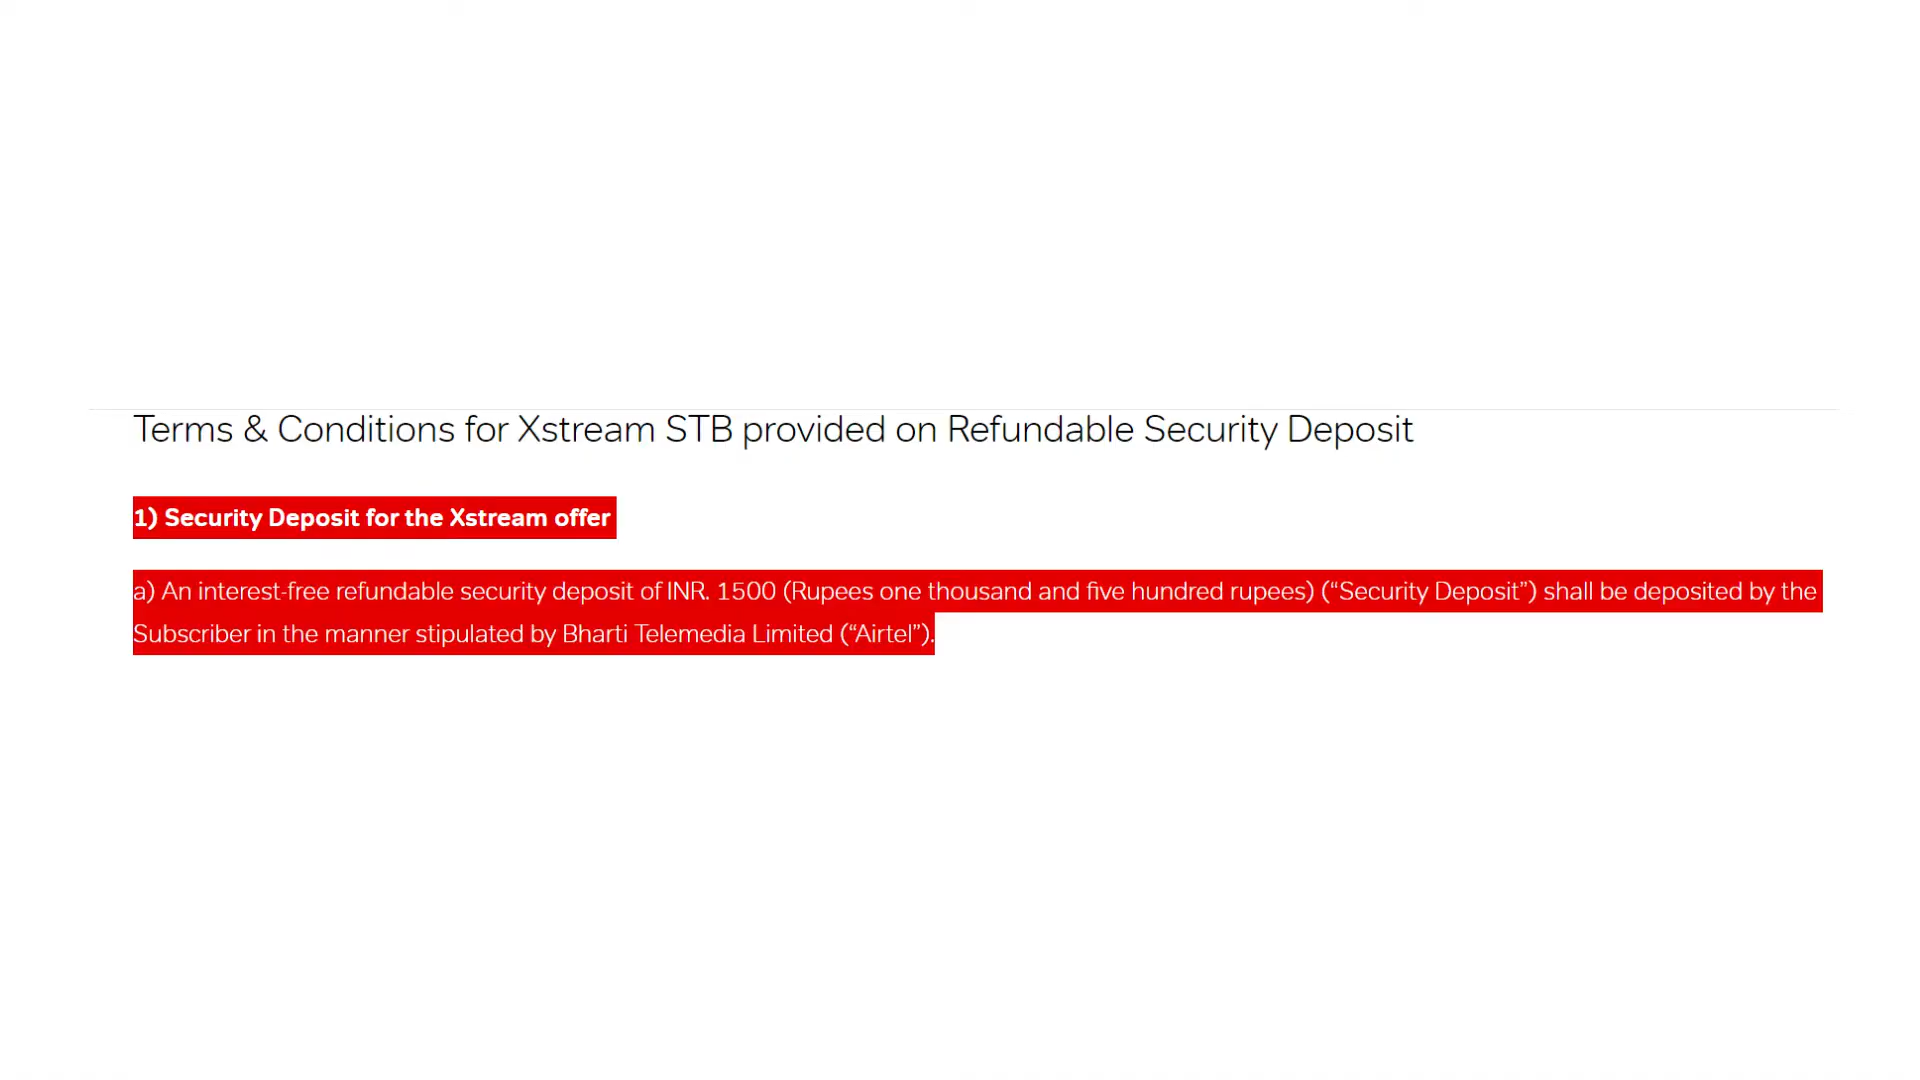 Terms & Conditions for Xstream STB provided on Refundable Security Deposit
1) Security Deposit for the Xstream offer
a) An interest-free refundable security deposit of INR. 1500 (Rupees one thousand and five hundred rupees) (“Security Deposit”) shall be deposited by the
Subscriber in the manner stipulated by Bharti Telemedia Limited (“Airtel”).